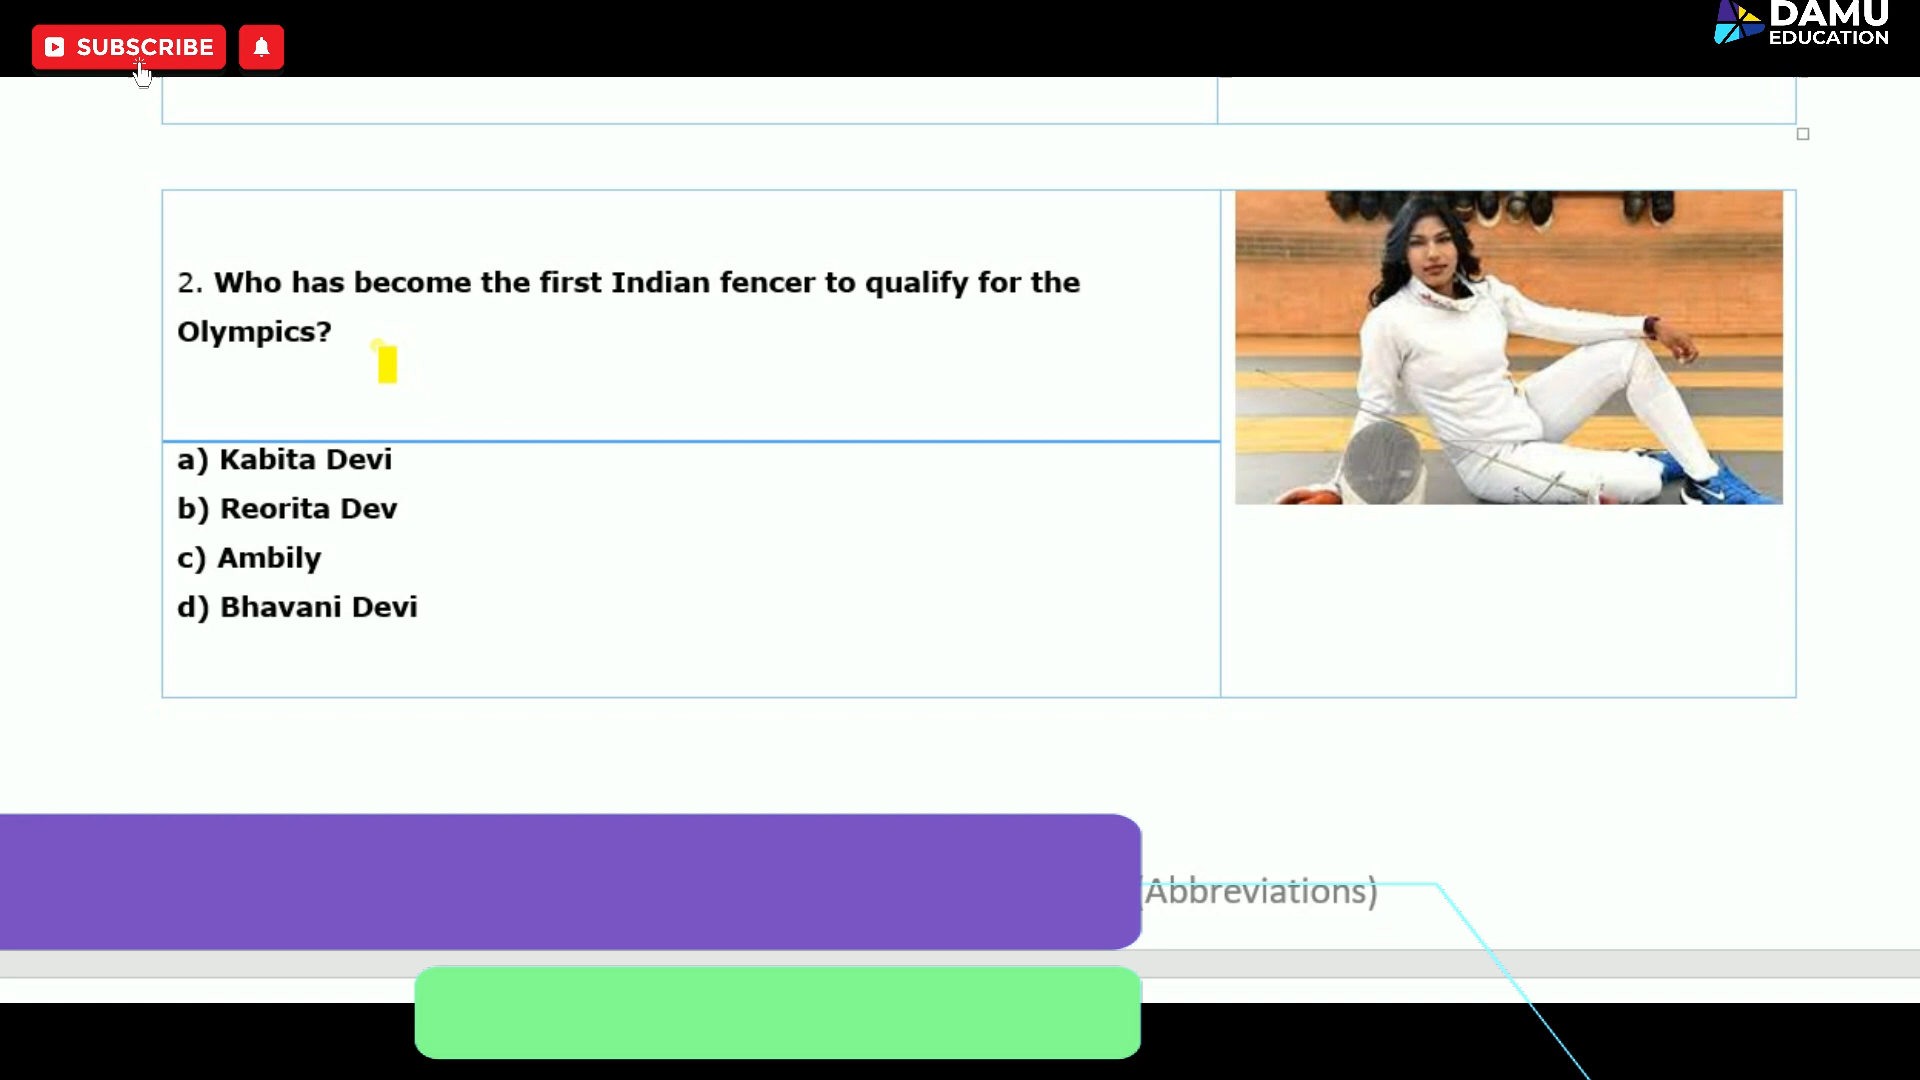 SUBSCRIBE
DAMU
EDUCATION
2. Who has become the first Indian fencer to qualify for the
Olympics?
a) Kabita Devi
b) Reorita Dev
c) Ambily
d) Bhavani Devi
(Abbreviations)